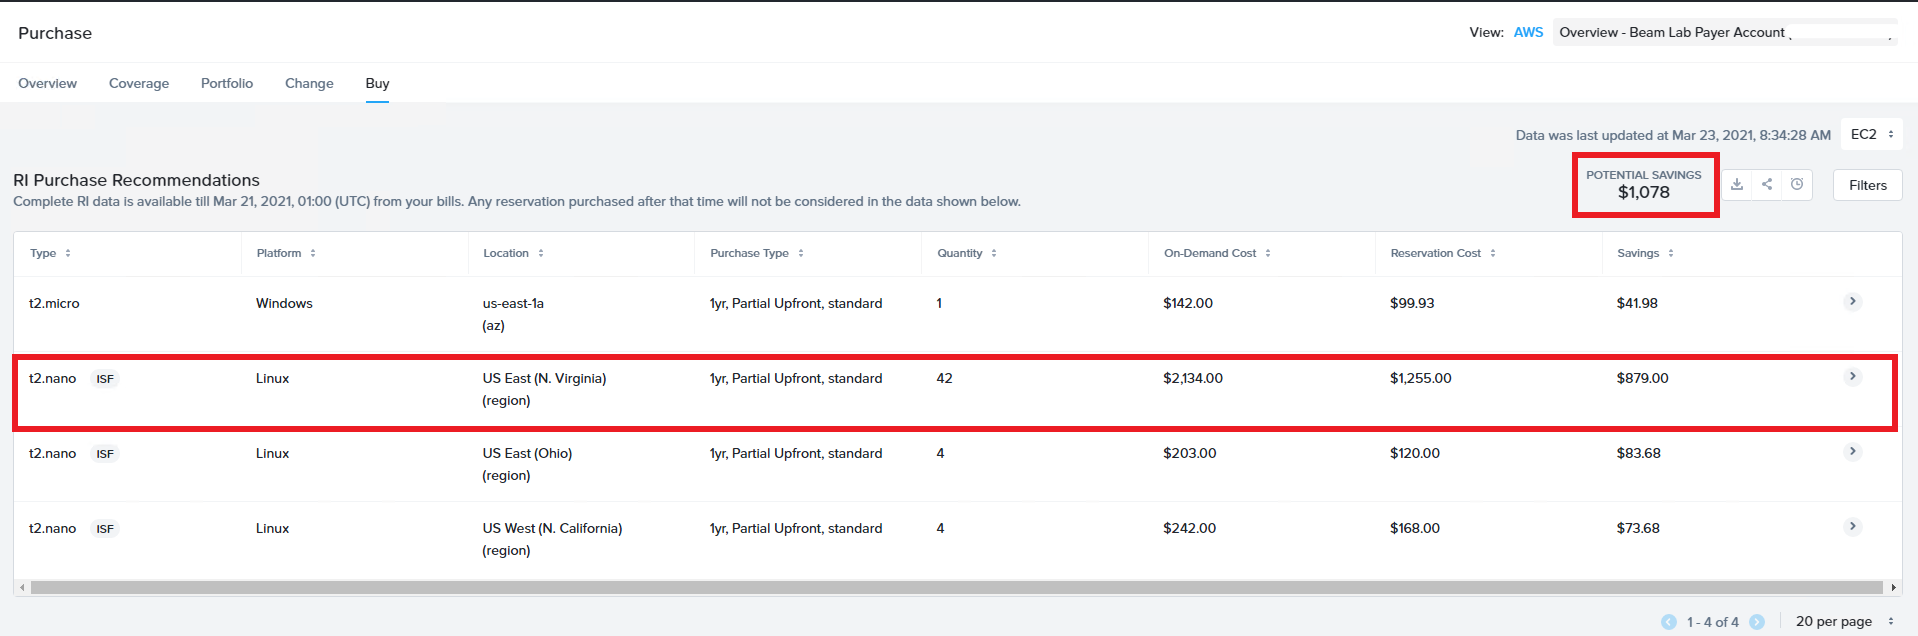 Purchase
View: AWS Overview - Beam Lab Payer Account
Overview Coverage Portfolio Change Buy
Data was last updated at Mar 23, 2021, 8:34:28 AM EC2
RI Purchase Recommendations
Complete RI data is available till Mar 21, 2021, 01:00 (UTC) from your bills. Any reservation purchased after that time will not be considered in the data shown below.
POTENTIAL SAVINGS
$1,078
Filters
Type Platform Location Purchase Type Quantity On-Demand Cost Reservation Cost Savings
t2.micro Windows us-east-1a 1yr, Partial Upfront, standard 1 $142.00 $99.93 $41.98
(az)
t2.nano ISF Linux US East (N. Virginia) 1yr, Partial Upfront, standard 42 $2,134.00 $1,255.00 $879.00
(region)
t2.nano ISF Linux US East (Ohio) 1yr, Partial Upfront, standard 4 $203.00 $120.00 $83.68
(region)
t2.nano ISF Linux US West (N. California) 1yr, Partial Upfront, standard 4 $242.00 $168.00 $73.68
(region)
1 - 4 of 4 20 per page